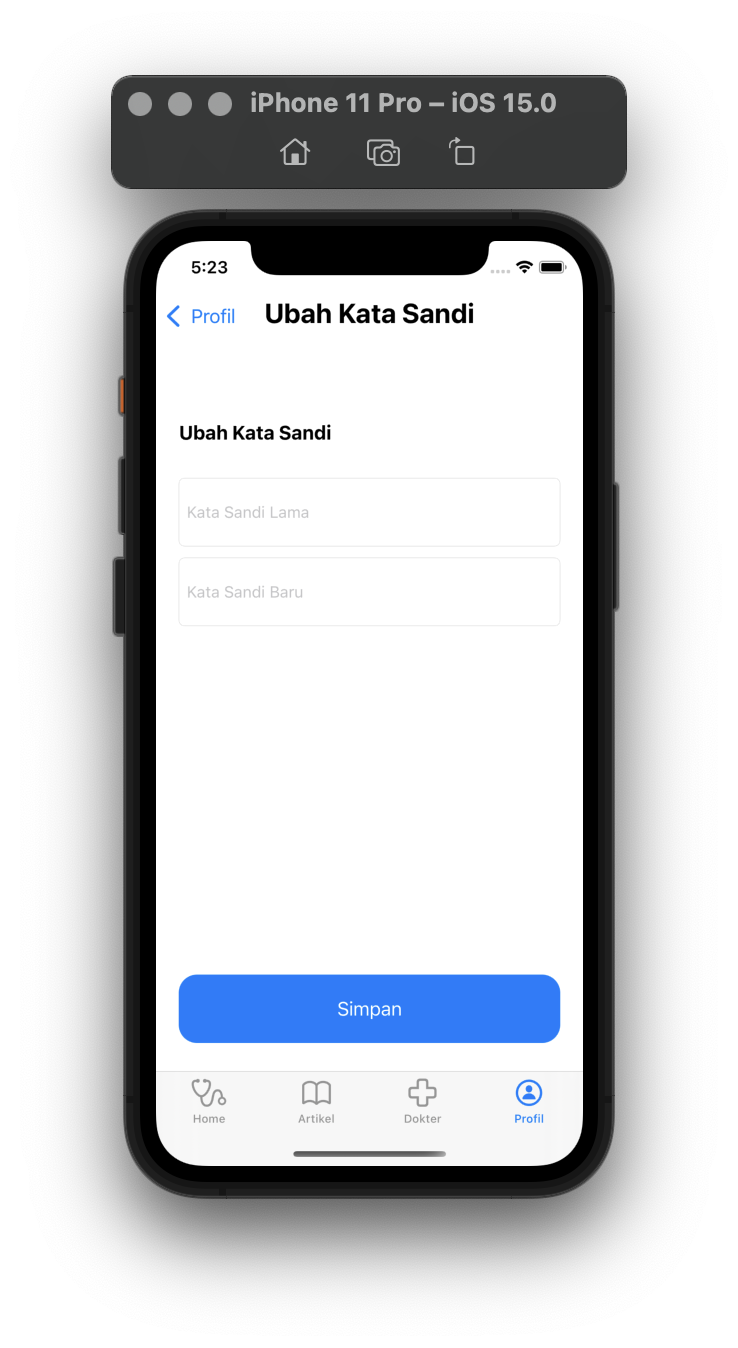 iPhone 11 Pro – iOS 15.0
5:23
Profil Ubah Kata Sandi
Ubah Kata Sandi
Kata Sandi Lama
Kata Sandi Baru
Simpan
Home Artikel Dokter Profil